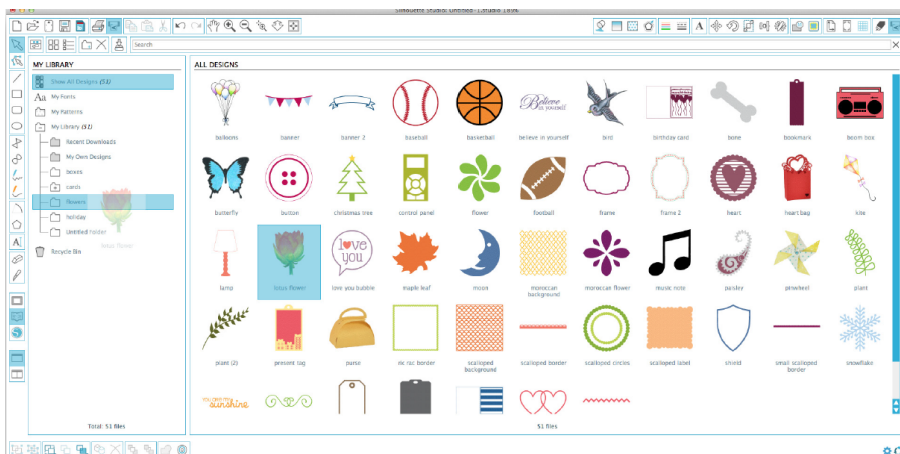 Silhouette Studio: Untitled-1.studio
Search
MY LIBRARY
ALL DESIGNS
Show All Designs (51)
My Fonts
My Patterns
My Library (51)
Recent Downloads
My Own Designs
boxes
cards
flowers
holiday
Untitled Folder
Recycle Bin
lotus flower
Total: 51 files
balloons banner banner 2 baseball basketball believe in yourself bird birthday card bone bookmark boom box
Believe
in yourself
butterfly button christmas tree control panel flower football frame frame 2 heart heart bag kite
lamp lotus flower love you bubble maple leaf moon moroccan background moroccan flower music note paisley pinwheel plant
love
you
plant (2) present tag purse ric rac border scalloped background scalloped border scalloped circles scalloped label shield small scalloped border snowflake
YOU ARE MY
sunshine
51 files